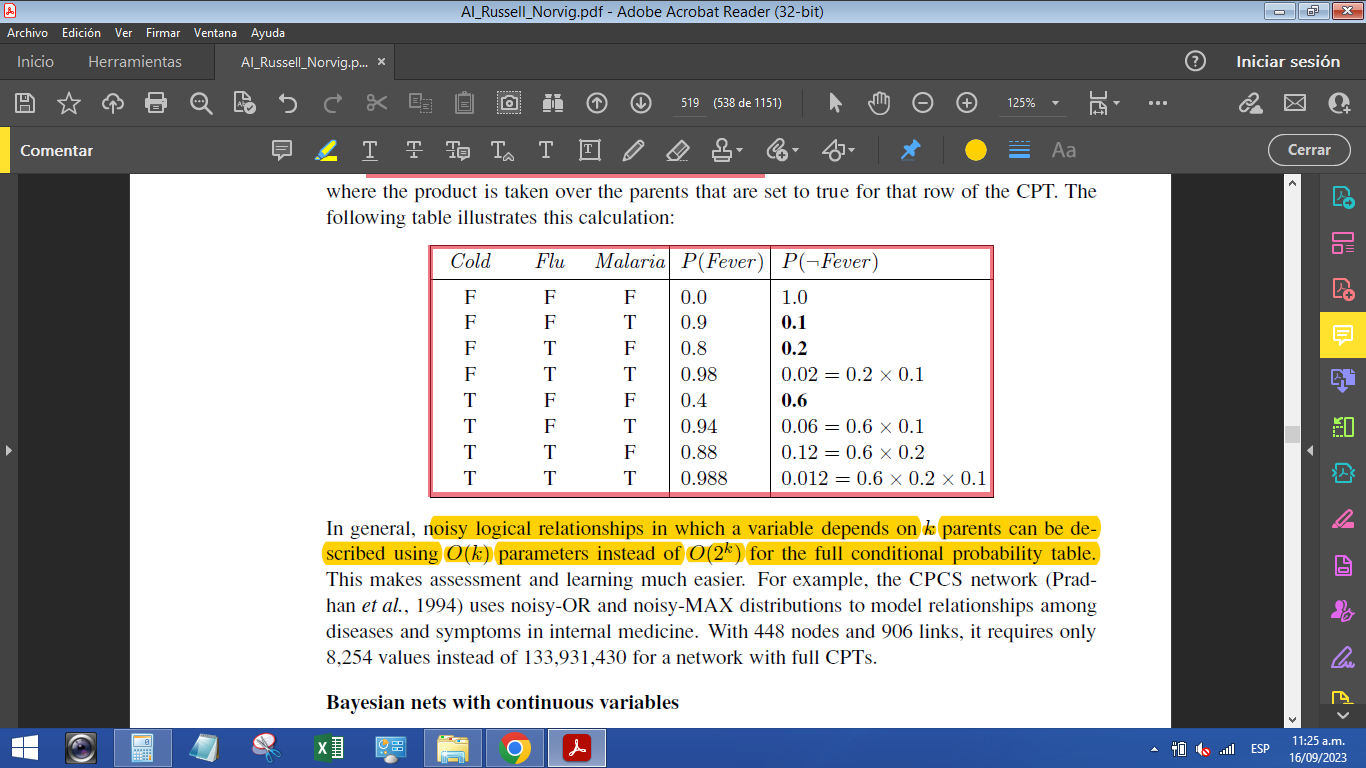 AI_Russell_Norvig.pdf - Adobe Acrobat Reader (32-bit)
Archivo Edición Ver Firmar Ventana Ayuda
Inicio Herramientas AI_Russell_Norvig.p... × ? Iniciar sesión
519 (538 de 1151) 125%
Comentar Aa Cerrar
where the product is taken over the parents that are set to true for that row of the CPT. The
following table illustrates this calculation:
Cold Flu Malaria P(Fever) P(¬Fever)
F F F 0.0 1.0
F F T 0.9 0.1
F T F 0.8 0.2
F T T 0.98 0.02 = 0.2 × 0.1
T F F 0.4 0.6
T F T 0.94 0.06 = 0.6 × 0.1
T T F 0.88 0.12 = 0.6 × 0.2
T T T 0.988 0.012 = 0.6 × 0.2 × 0.1
In general, noisy logical relationships in which a variable depends on k parents can be de-
scribed using O(k) parameters instead of O(2^k) for the full conditional probability table.
This makes assessment and learning much easier. For example, the CPCS network (Prad-
han et al., 1994) uses noisy-OR and noisy-MAX distributions to model relationships among
diseases and symptoms in internal medicine. With 448 nodes and 906 links, it requires only
8,254 values instead of 133,931,430 for a network with full CPTs.
Bayesian nets with continuous variables
ESP
11:25 a.m.
16/09/2023